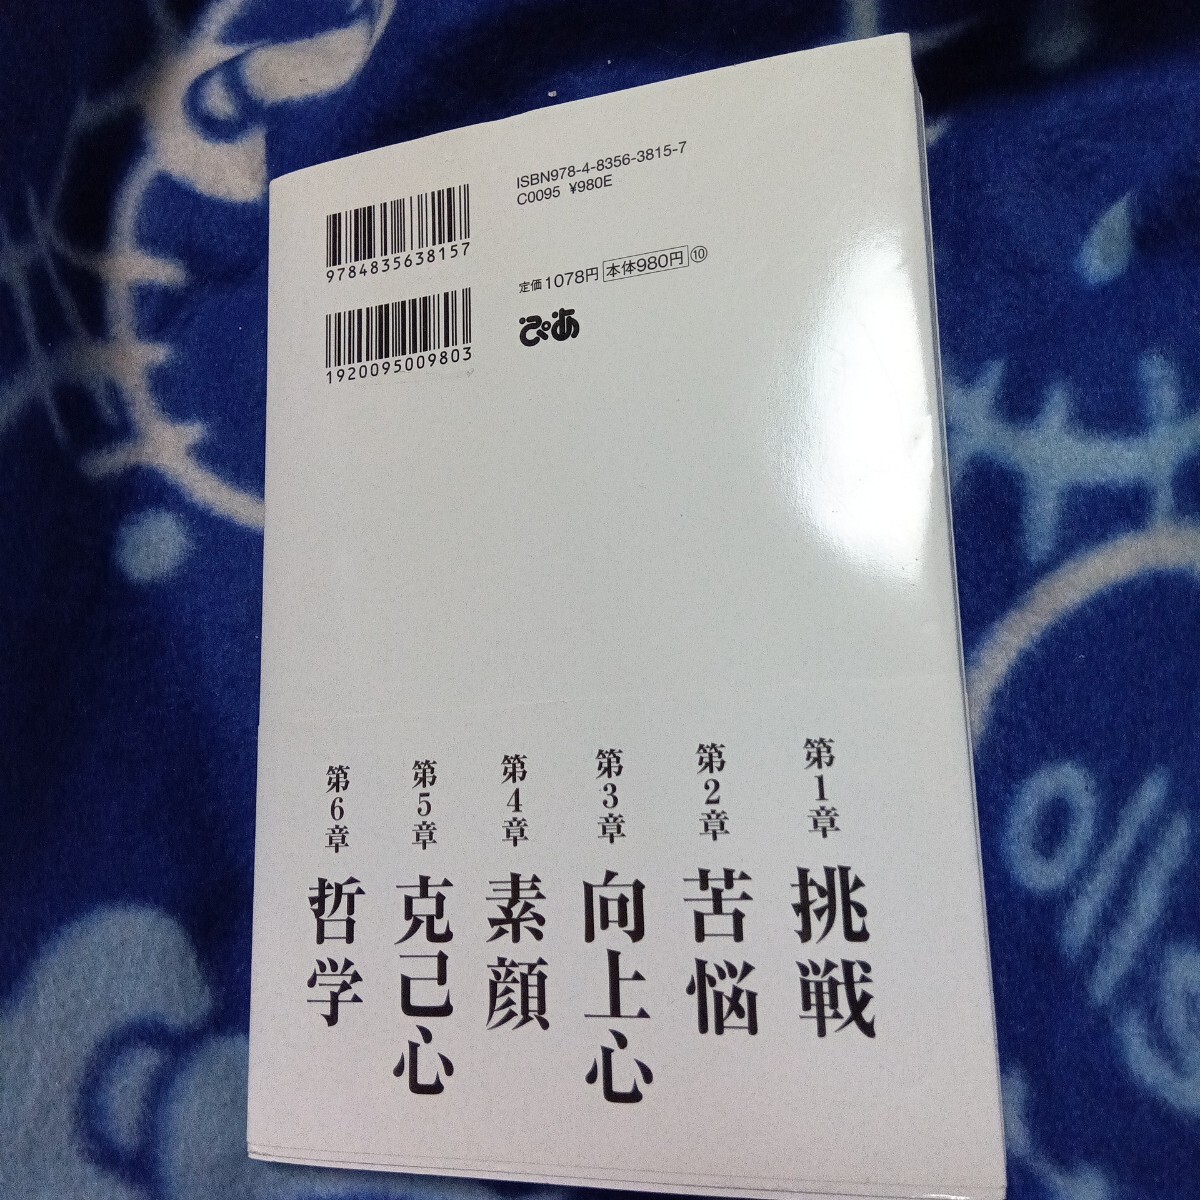 ISBN978-4-8356-3815-7
C0095 ¥980E
9784835638157
1920095009803
定価1078円 本体980円 ⑩
ぴあ
第1章 挑戦
第2章 苦悩
第3章 向上心
第4章 素顔
第5章 克己心
第6章 哲学